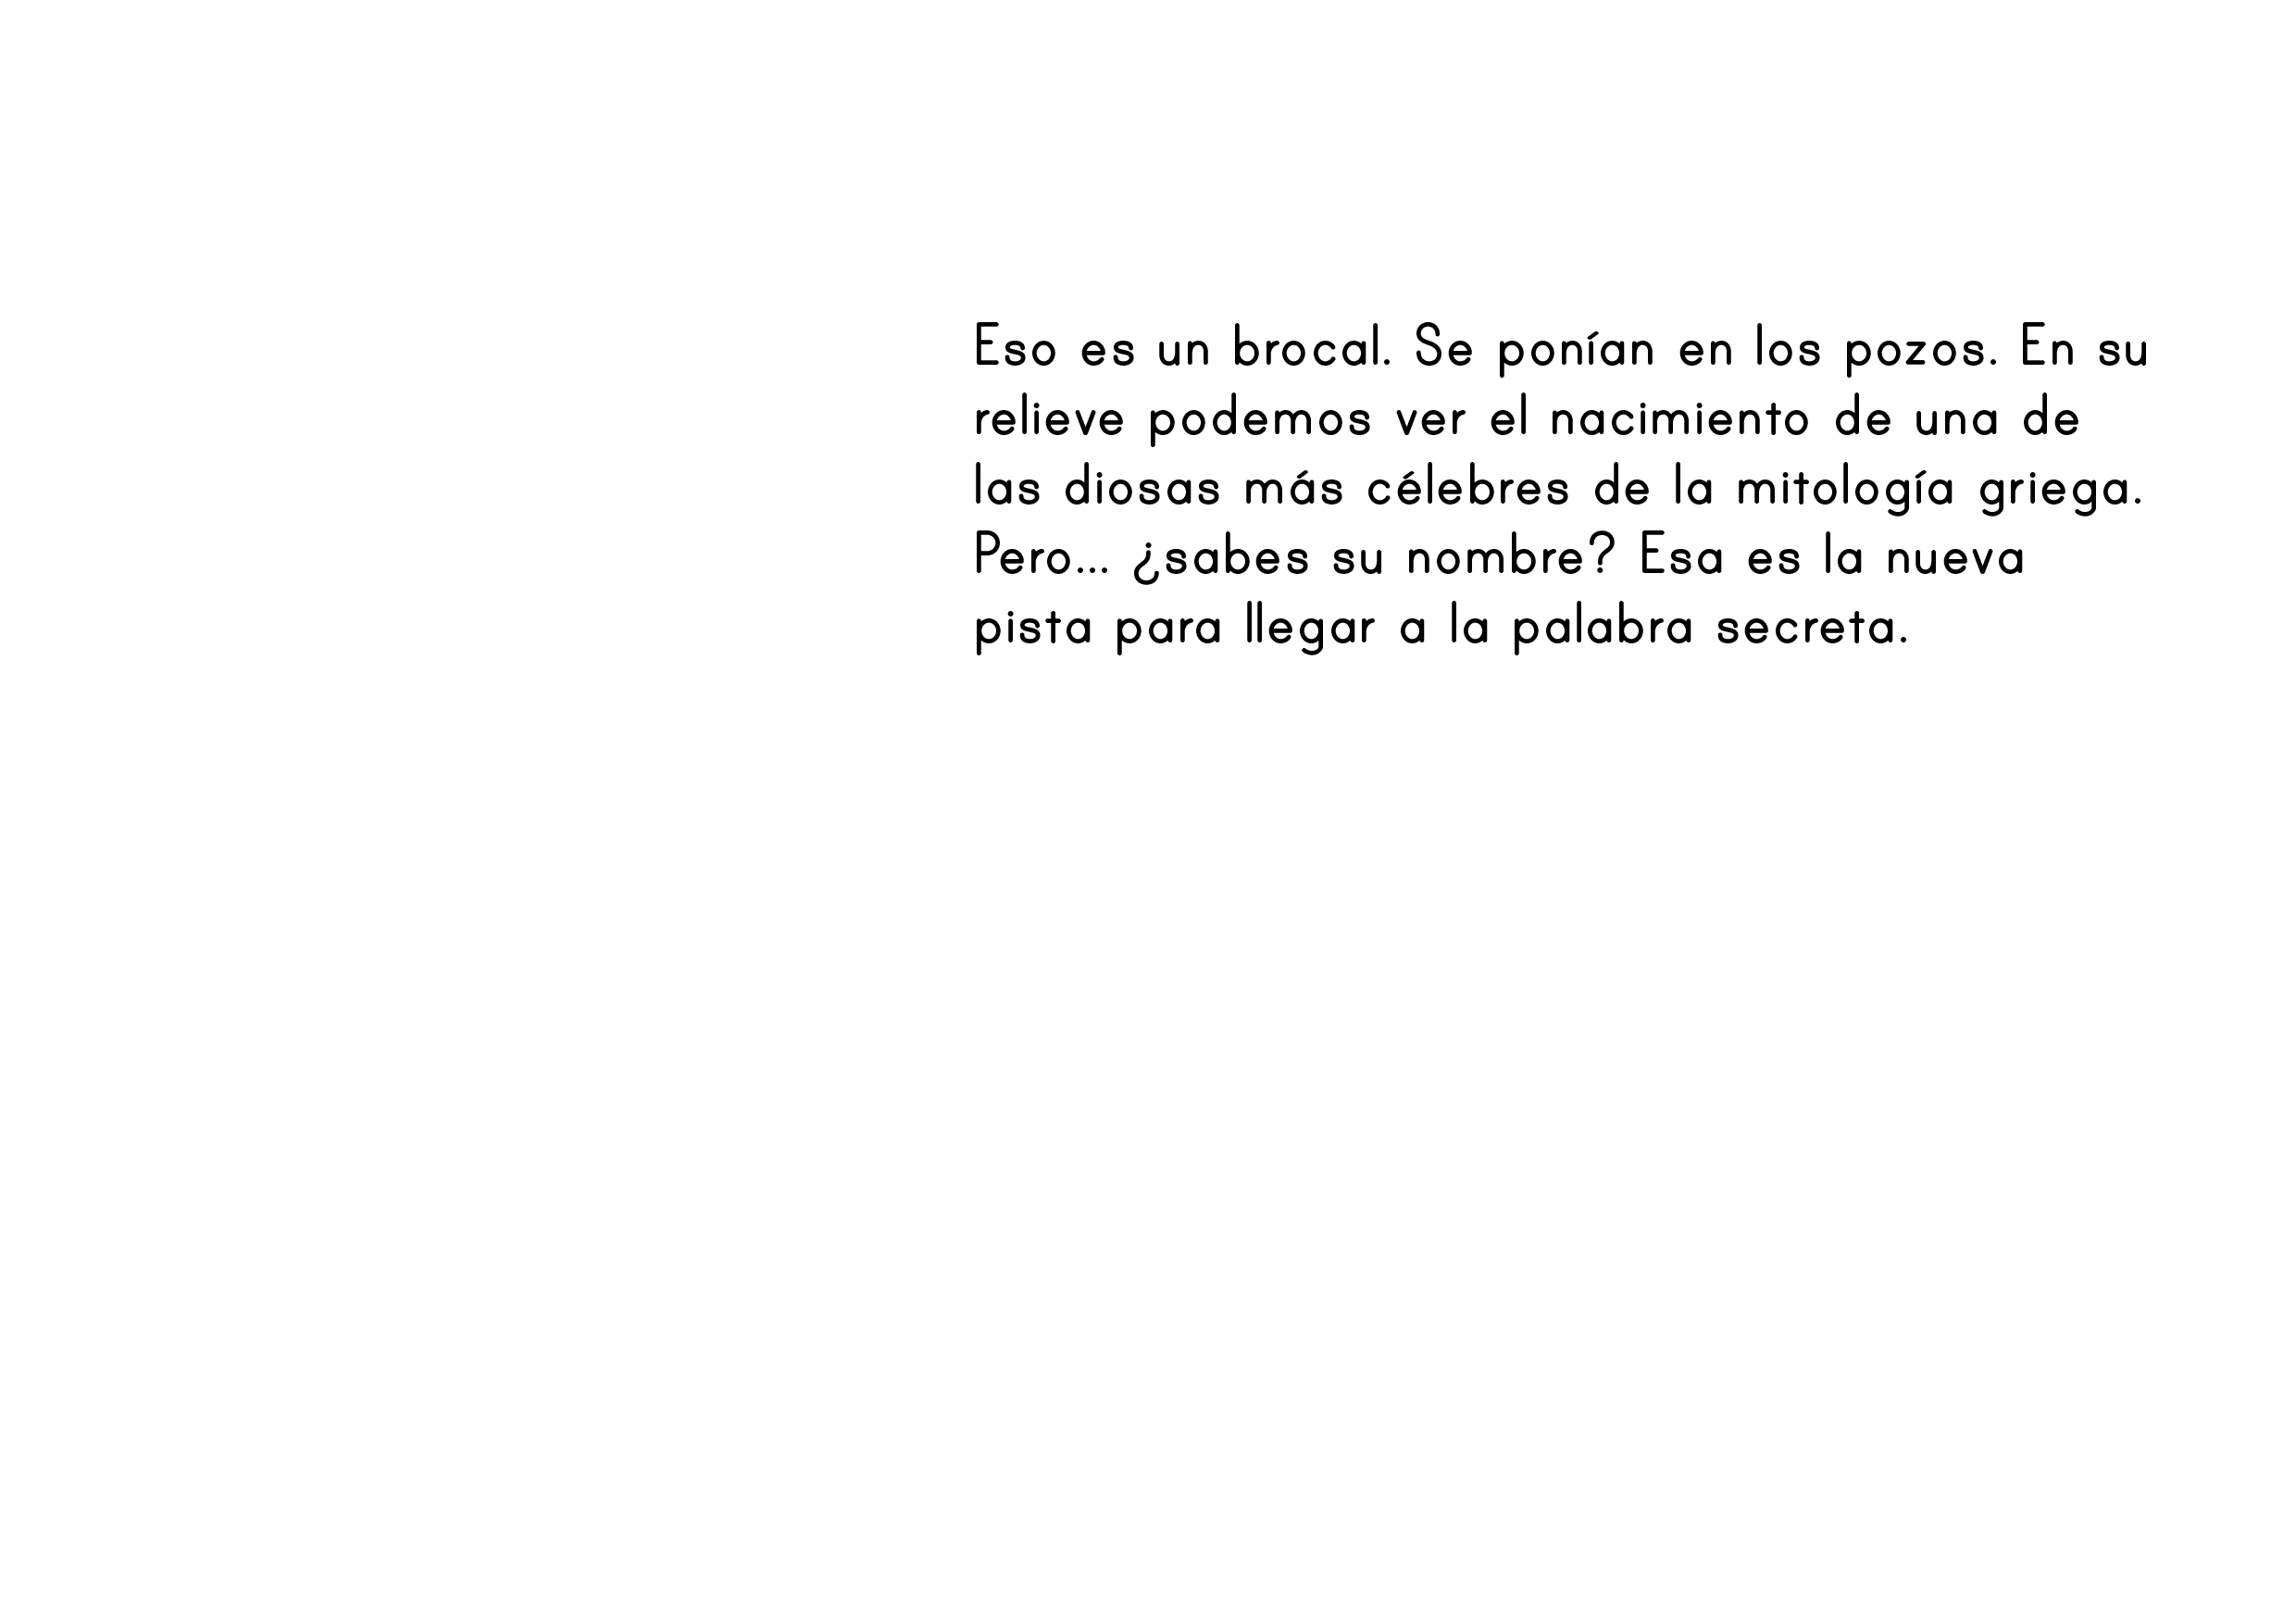 Eso es un brocal. Se ponían en los pozos. En su
relieve podemos ver el nacimiento de una de
las diosas más célebres de la mitología griega.
Pero... ¿sabes su nombre? Esa es la nueva
pista para llegar a la palabra secreta.